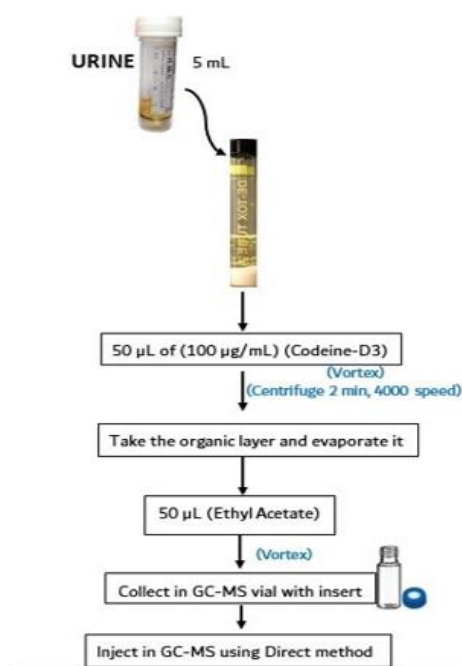 URINE 5 mL
DE-TOX TUBE A
50 µL of (100 µg/mL) (Codeine-D3)
(Vortex)
(Centrifuge 2 min, 4000 speed)
Take the organic layer and evaporate it
50 µL (Ethyl Acetate)
(Vortex)
Collect in GC-MS vial with insert
Inject in GC-MS using Direct method